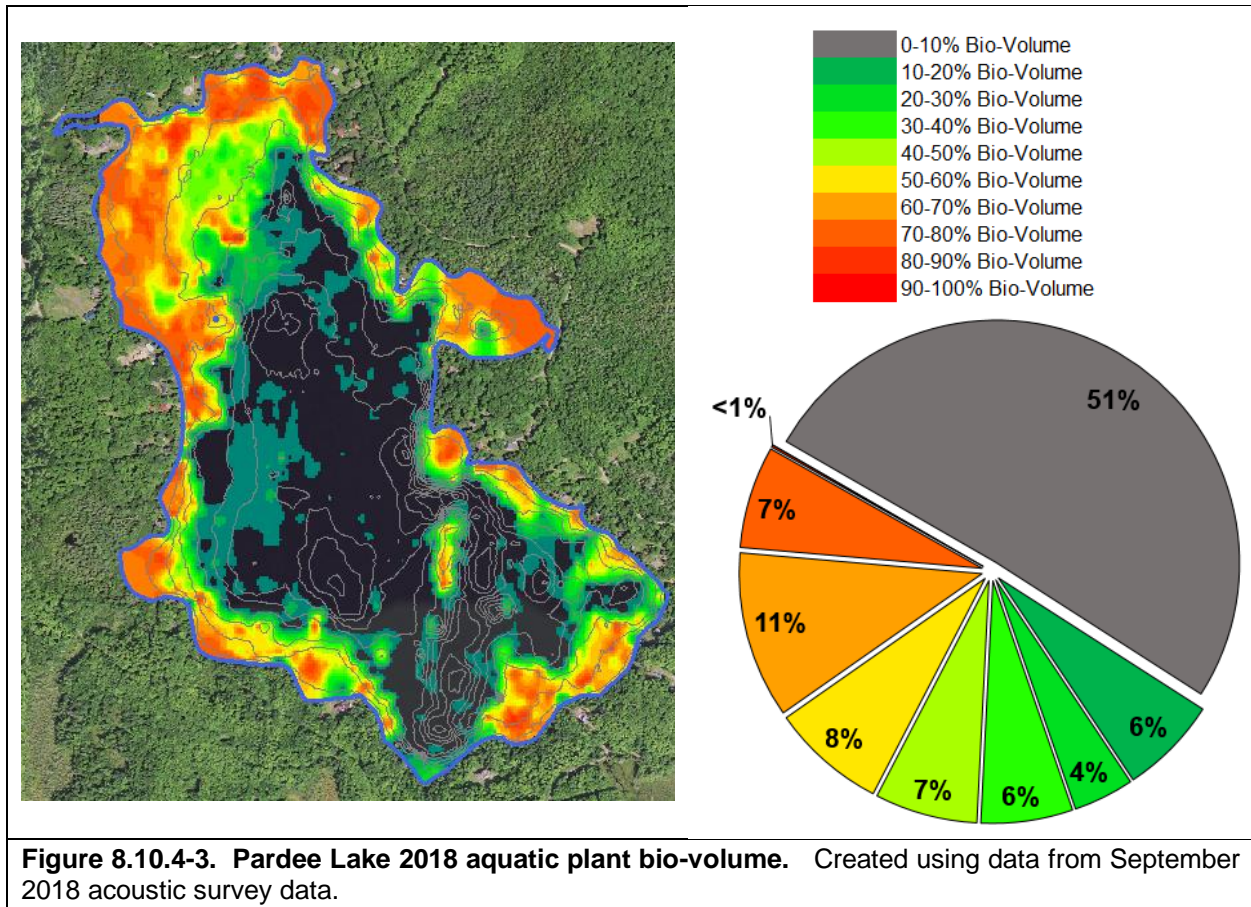 0-10% Bio-Volume
10-20% Bio-Volume
20-30% Bio-Volume
30-40% Bio-Volume
40-50% Bio-Volume
50-60% Bio-Volume
60-70% Bio-Volume
70-80% Bio-Volume
80-90% Bio-Volume
90-100% Bio-Volume
51%
<1%
7%
11%
8%
7%
6%
4%
6%
Figure 8.10.4-3. Pardee Lake 2018 aquatic plant bio-volume. Created using data from September
2018 acoustic survey data.